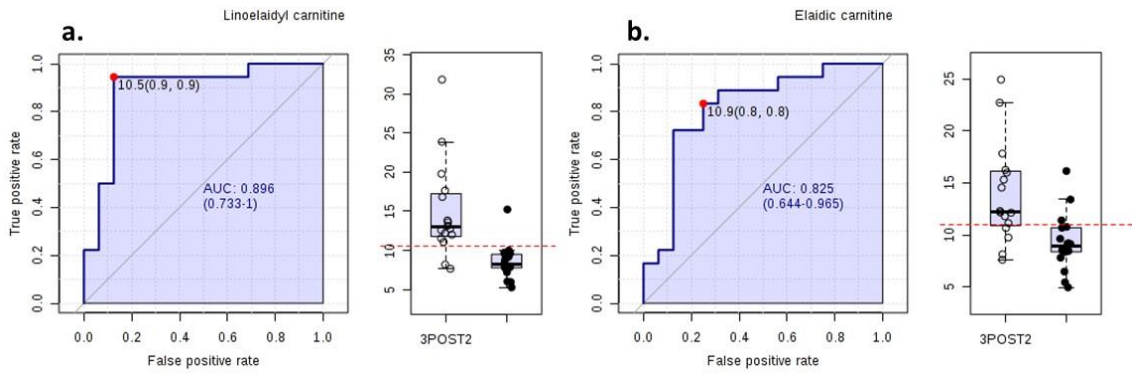 Linoelaidyl carnitine
a.
1.0
0.8
0.6
0.4
0.2
0.0
True positive rate
10.5(0.9, 0.9)
AUC: 0.896
(0.733-1)
0.0 0.2 0.4 0.6 0.8 1.0
False positive rate
35
30
25
20
15
10
5
3POST2
Elaidic carnitine
b.
1.0
0.8
0.6
0.4
0.2
0.0
True positive rate
10.9(0.8, 0.8)
AUC: 0.825
(0.644-0.965)
0.0 0.2 0.4 0.6 0.8 1.0
False positive rate
25
20
15
10
5
3POST2